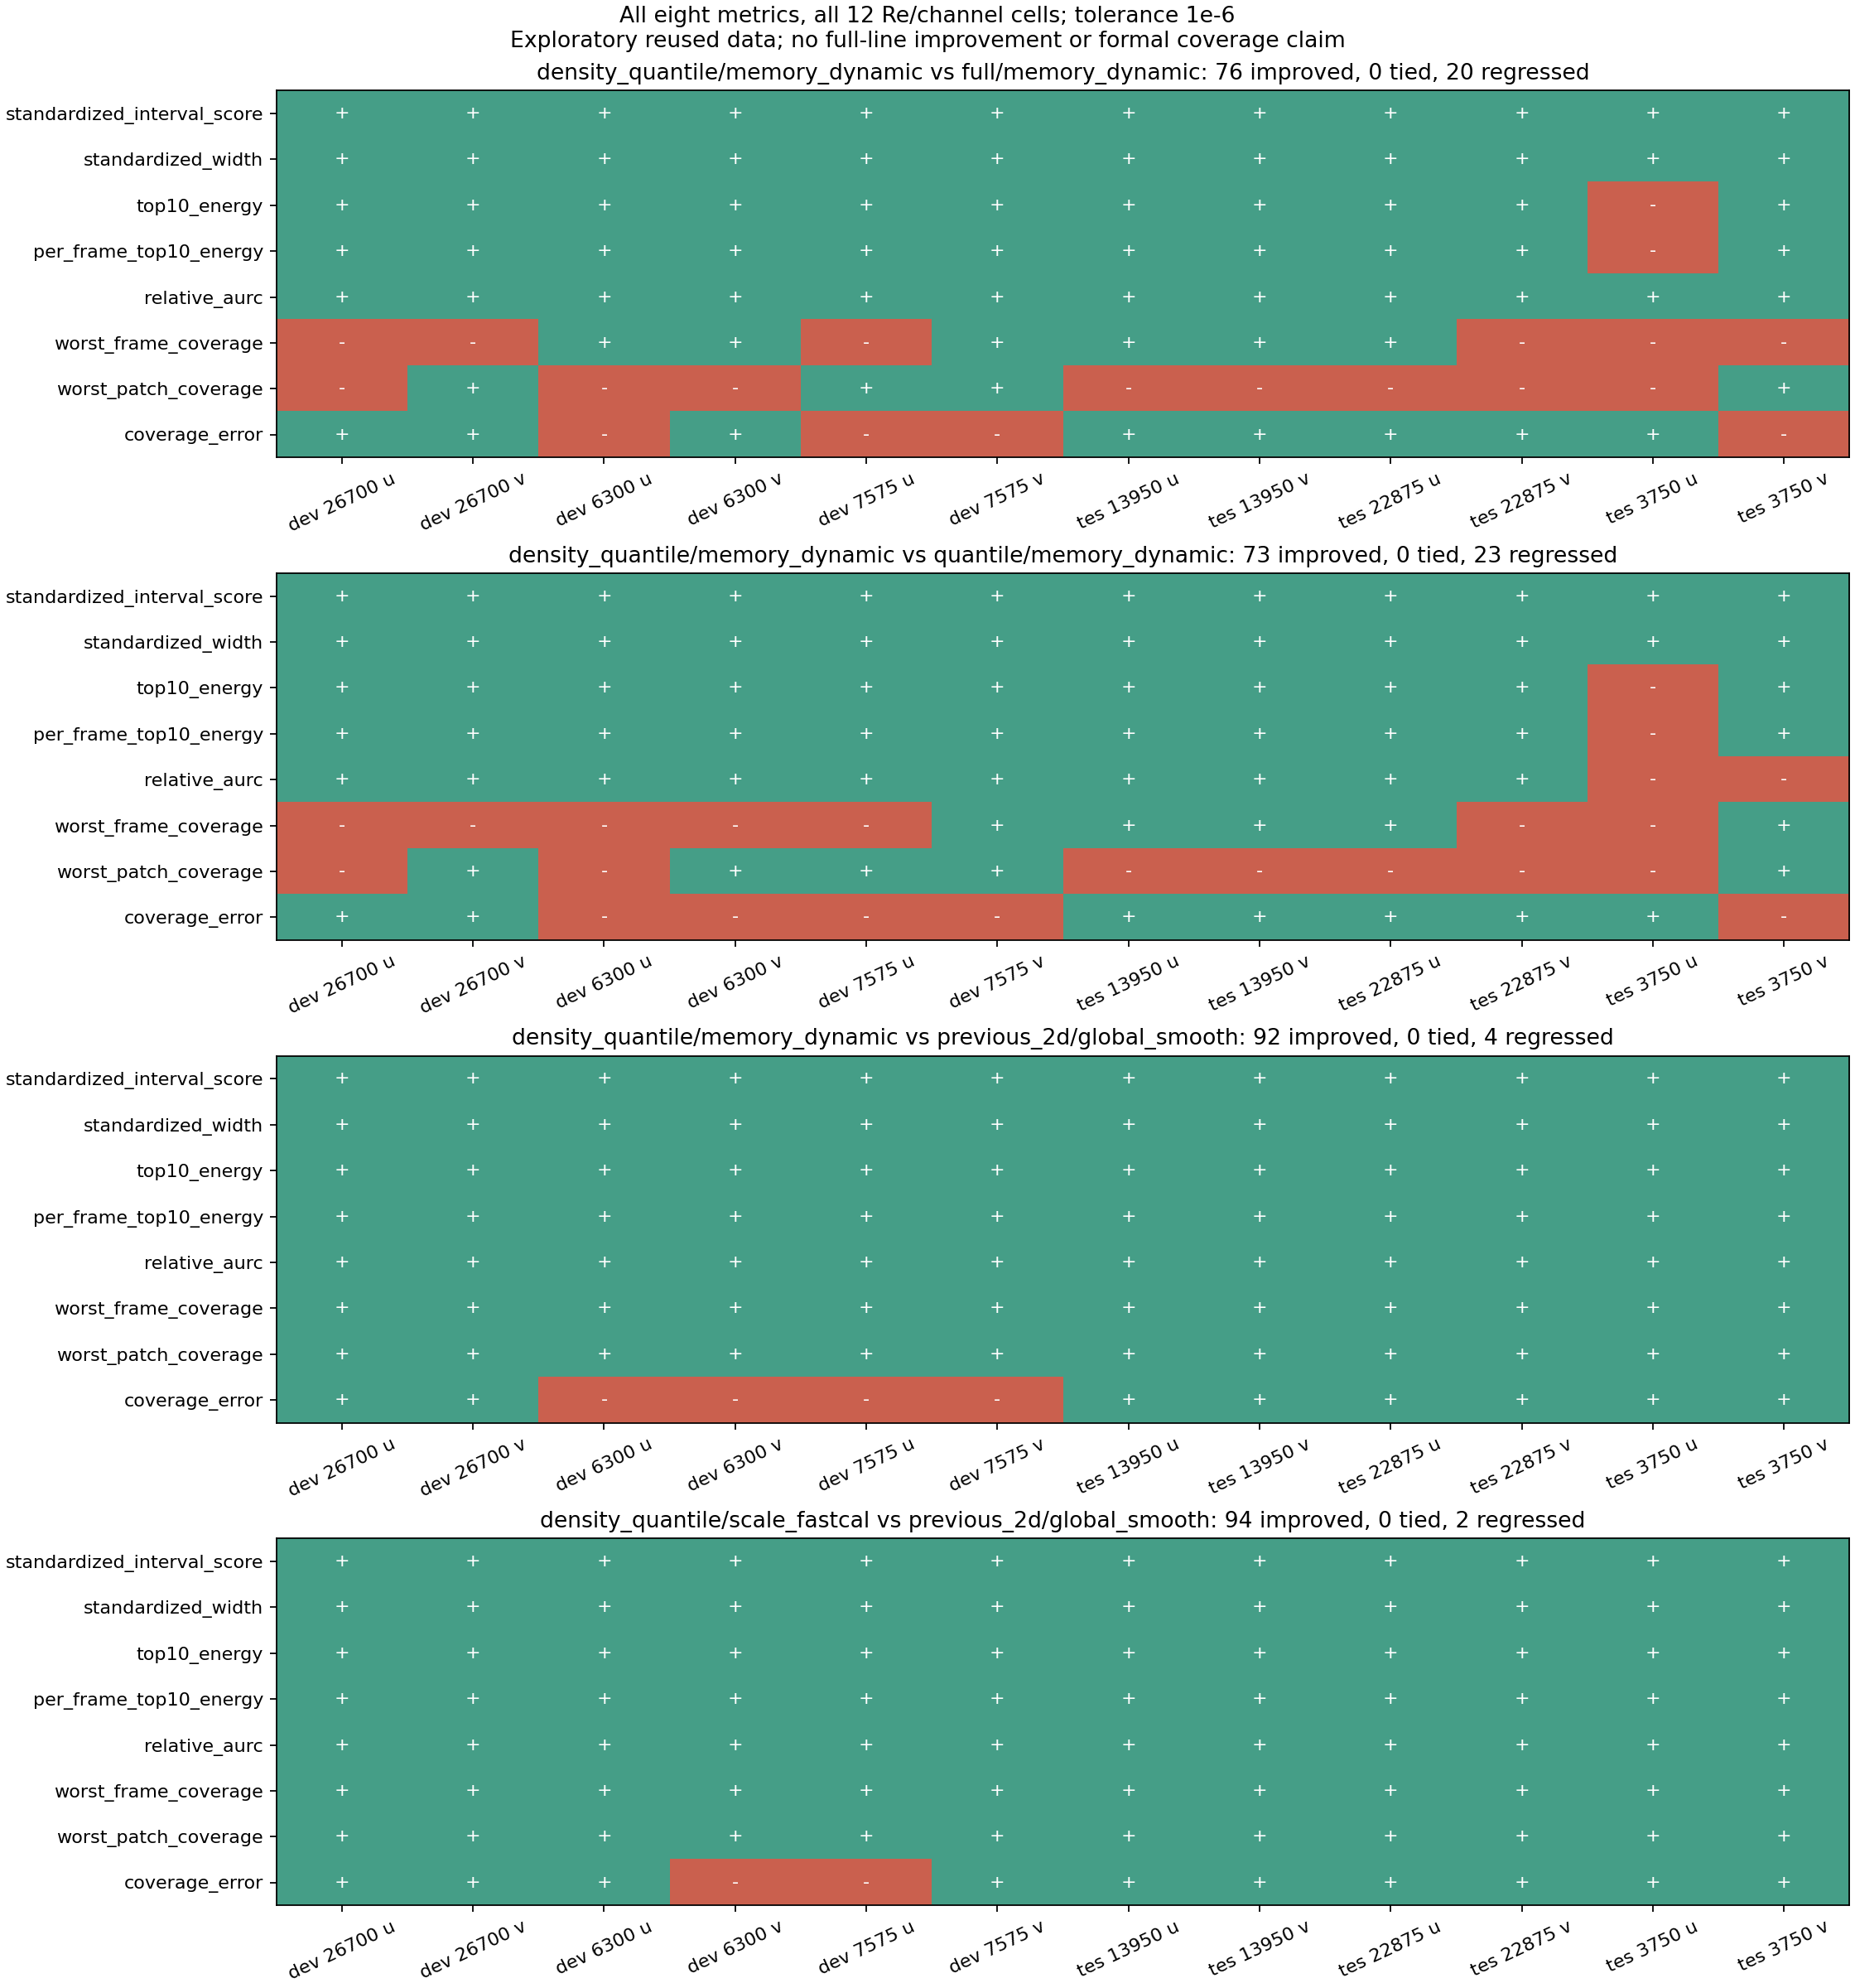 All eight metrics, all 12 Re/channel cells; tolerance 1e-6
Exploratory reused data; no full-line improvement or formal coverage claim
density_quantile/memory_dynamic vs full/memory_dynamic: 76 improved, 0 tied, 20 regressed
standardized_interval_score + + + + + + + + + + + +
standardized_width + + + + + + + + + + + +
top10_energy + + + + + + + + + + - +
per_frame_top10_energy + + + + + + + + + + - +
relative_aurc + + + + + + + + + + + +
worst_frame_coverage - - + + - + + + + - - -
worst_patch_coverage - + - - + + - - - - - +
coverage_error + + - + - - + + + + + -
dev 26700 u dev 26700 v dev 6300 u dev 6300 v dev 7575 u dev 7575 v tes 13950 u tes 13950 v tes 22875 u tes 22875 v tes 3750 u tes 3750 v
density_quantile/memory_dynamic vs quantile/memory_dynamic: 73 improved, 0 tied, 23 regressed
standardized_interval_score + + + + + + + + + + + +
standardized_width + + + + + + + + + + + +
top10_energy + + + + + + + + + + - +
per_frame_top10_energy + + + + + + + + + + - +
relative_aurc + + + + + + + + + + - -
worst_frame_coverage - - - - - + + + + - - +
worst_patch_coverage - + - + + + - - - - - +
coverage_error + + - - - - + + + + + -
dev 26700 u dev 26700 v dev 6300 u dev 6300 v dev 7575 u dev 7575 v tes 13950 u tes 13950 v tes 22875 u tes 22875 v tes 3750 u tes 3750 v
density_quantile/memory_dynamic vs previous_2d/global_smooth: 92 improved, 0 tied, 4 regressed
standardized_interval_score + + + + + + + + + + + +
standardized_width + + + + + + + + + + + +
top10_energy + + + + + + + + + + + +
per_frame_top10_energy + + + + + + + + + + + +
relative_aurc + + + + + + + + + + + +
worst_frame_coverage + + + + + + + + + + + +
worst_patch_coverage + + + + + + + + + + + +
coverage_error + + - - - - + + + + + +
dev 26700 u dev 26700 v dev 6300 u dev 6300 v dev 7575 u dev 7575 v tes 13950 u tes 13950 v tes 22875 u tes 22875 v tes 3750 u tes 3750 v
density_quantile/scale_fastcal vs previous_2d/global_smooth: 94 improved, 0 tied, 2 regressed
standardized_interval_score + + + + + + + + + + + +
standardized_width + + + + + + + + + + + +
top10_energy + + + + + + + + + + + +
per_frame_top10_energy + + + + + + + + + + + +
relative_aurc + + + + + + + + + + + +
worst_frame_coverage + + + + + + + + + + + +
worst_patch_coverage + + + + + + + + + + + +
coverage_error + + + - - + + + + + + +
dev 26700 u dev 26700 v dev 6300 u dev 6300 v dev 7575 u dev 7575 v tes 13950 u tes 13950 v tes 22875 u tes 22875 v tes 3750 u tes 3750 v